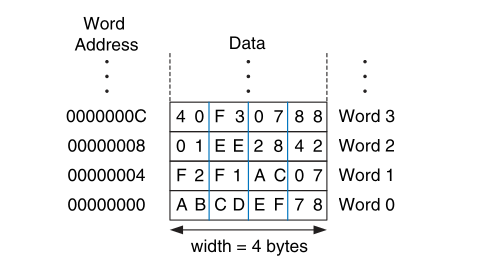 Word
Address
Data
0000000C 4 0 F 3 0 7 8 8 Word 3
00000008 0 1 E E 2 8 4 2 Word 2
00000004 F 2 F 1 A C 0 7 Word 1
00000000 A B C D E F 7 8 Word 0
width = 4 bytes